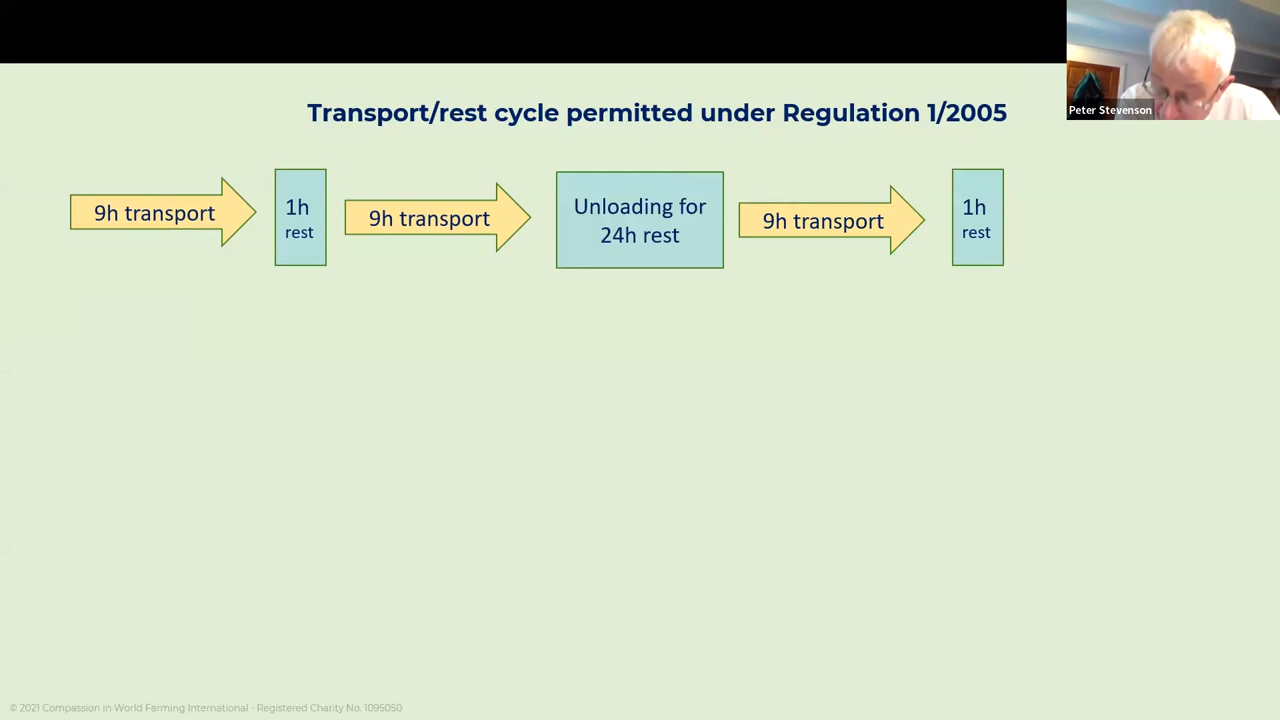 Peter Stevenson
Transport/rest cycle permitted under Regulation 1/2005
9h transport
1h
rest
9h transport
Unloading for
24h rest
9h transport
1h
rest
© 2021 Compassion in World Farming International - Registered Charity No. 1095050